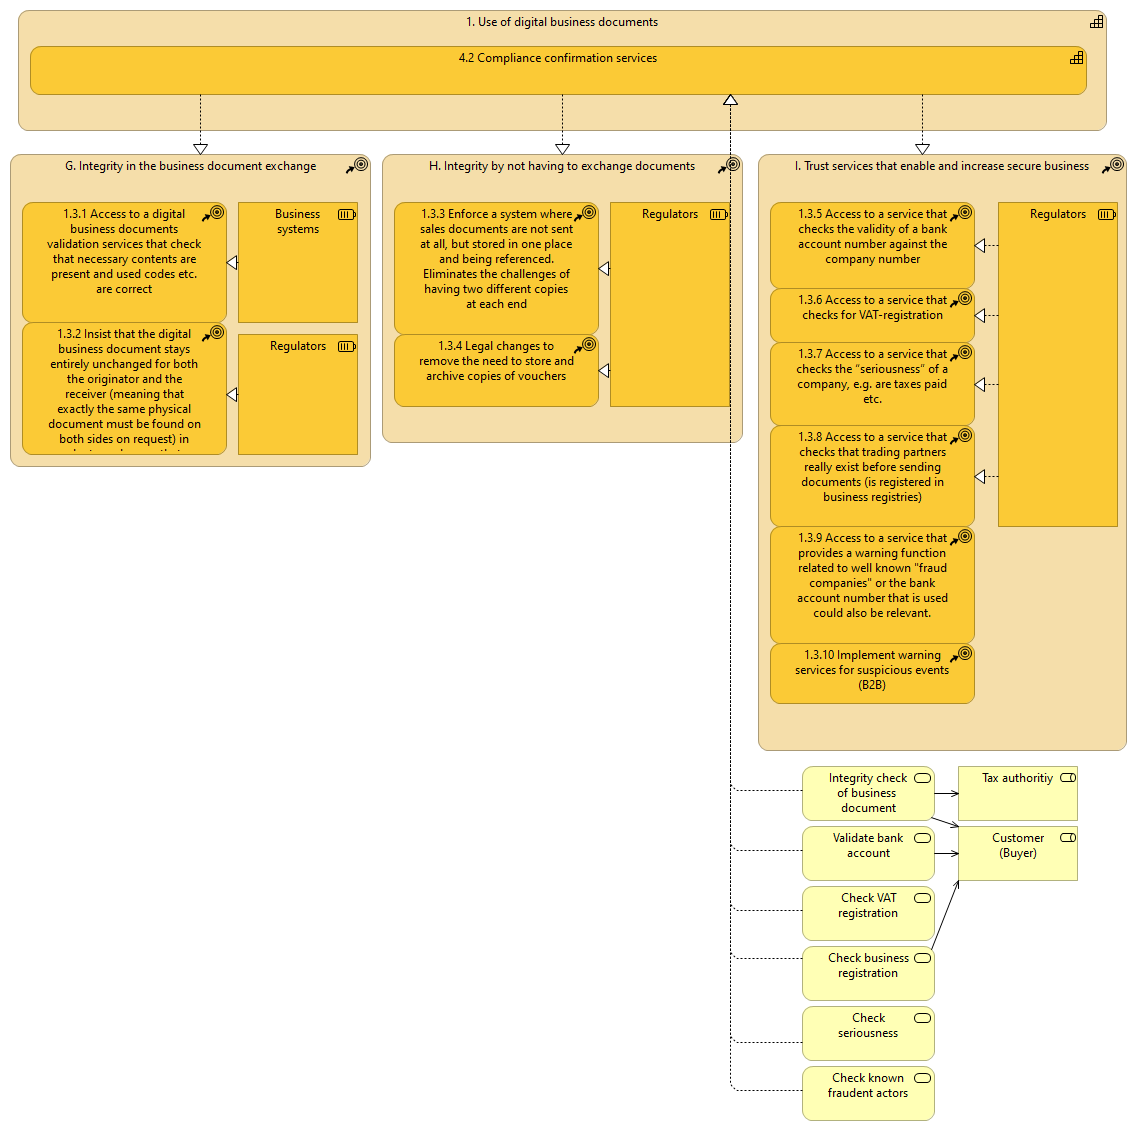 1. Use of digital business documents
4.2 Compliance confirmation services
G. Integrity in the business document exchange
1.3.1 Access to a digital
business documents
validation services that check
that necessary contents are
present and used codes etc.
are correct
Business
systems
1.3.2 Insist that the digital
business document stays
entirely unchanged for both
the originator and the
receiver (meaning that
exactly the same physical
document must be found on
both sides on request) in
Regulators
H. Integrity by not having to exchange documents
1.3.3 Enforce a system where
sales documents are not sent
at all, but stored in one place
and being referenced.
Eliminates the challenges of
having two different copies
at each end
Regulators
1.3.4 Legal changes to
remove the need to store and
archive copies of vouchers
I. Trust services that enable and increase secure business
1.3.5 Access to a service that
checks the validity of a bank
account number against the
company number
Regulators
1.3.6 Access to a service that
checks for VAT-registration
1.3.7 Access to a service that
checks the “seriousness” of a
company, e.g. are taxes paid
etc.
1.3.8 Access to a service that
checks that trading partners
really exist before sending
documents (is registered in
business registries)
1.3.9 Access to a service that
provides a warning function
related to well known "fraud
companies" or the bank
account number that is used
could also be relevant.
1.3.10 Implement warning
services for suspicious events
(B2B)
Integrity check
of business
document
Tax authoritiy
Validate bank
account
Customer
(Buyer)
Check VAT
registration
Check business
registration
Check
seriousness
Check known
fraudent actors